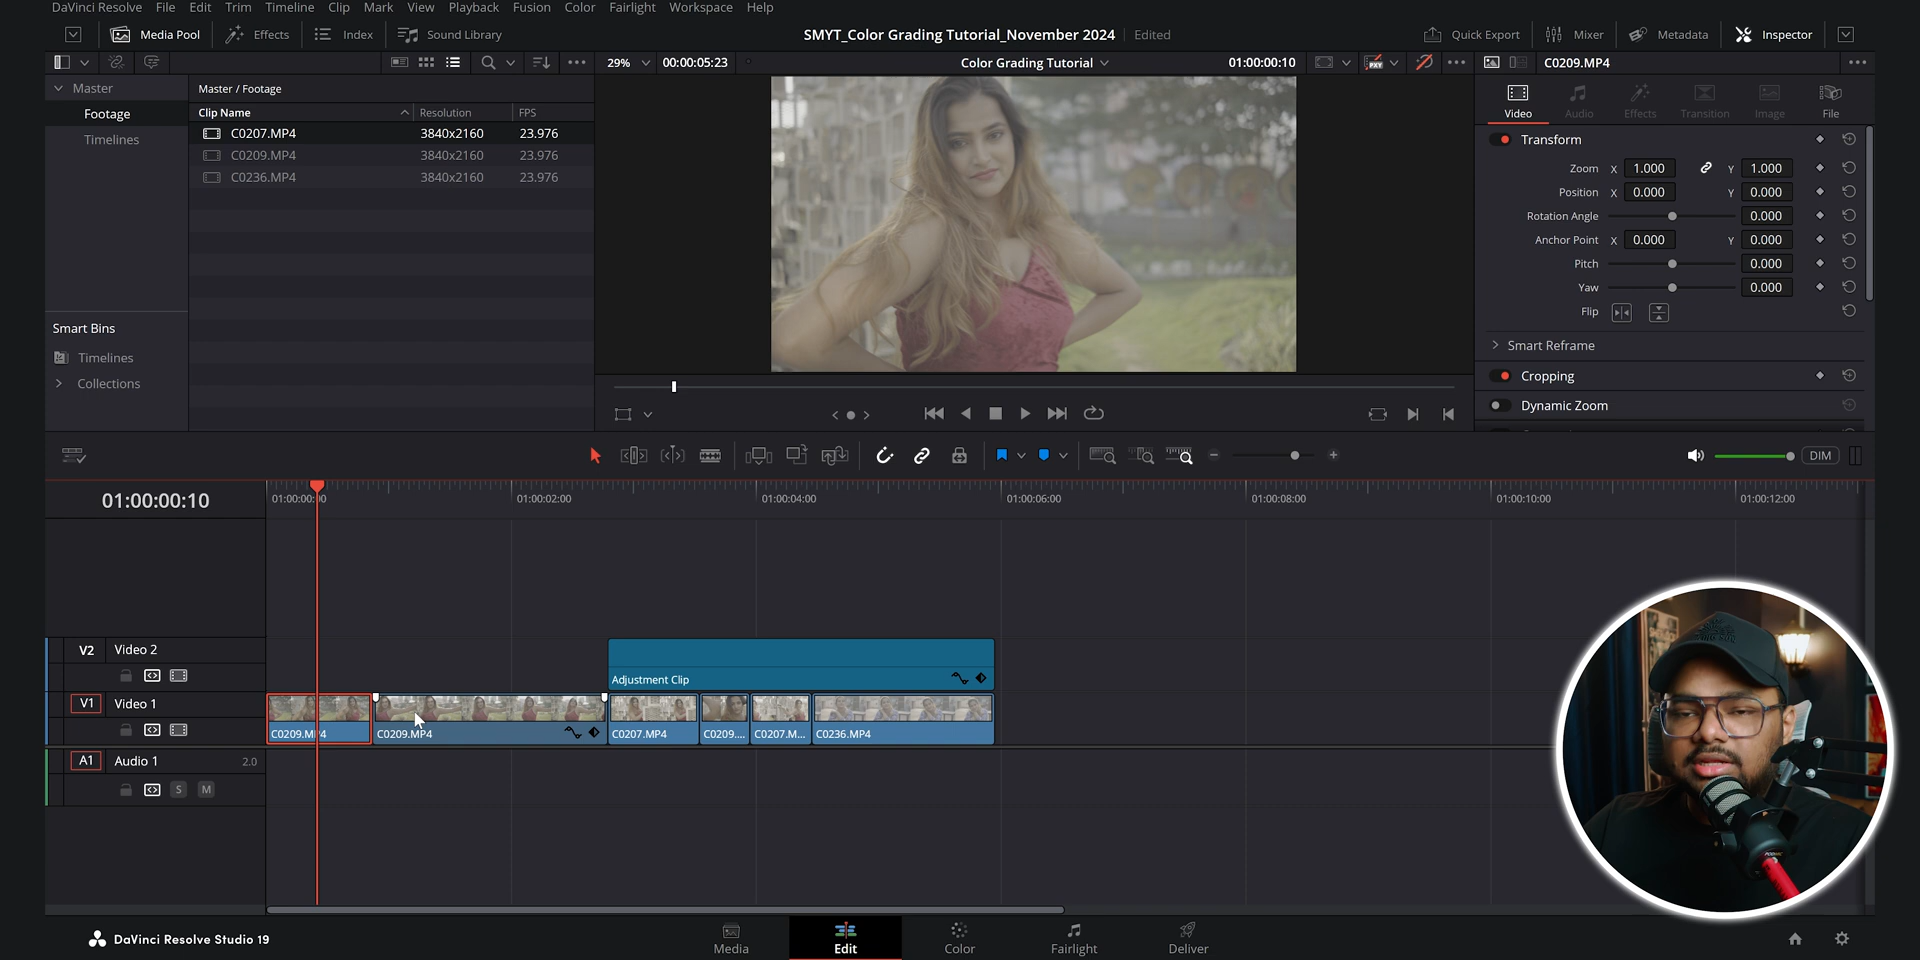 DaVinci Resolve File Edit Trim Timeline Clip Mark View Playback Fusion Color Fairlight Workspace Help
Media Pool Effects Index Sound Library SMYT_Color Grading Tutorial_November 2024 Edited Quick Export Mixer Metadata Inspector
29% 00:00:05:23 Color Grading Tutorial 01:00:00:10 C0209.MP4
Master Master / Footage
Footage Clip Name Resolution FPS
Timelines
C0207.MP4 3840x2160 23.976
C0209.MP4 3840x2160 23.976
C0236.MP4 3840x2160 23.976
Smart Bins
Timelines
Collections
Video Audio Effects Transition Image File
Transform
Zoom X 1.000 Y 1.000
Position X 0.000 Y 0.000
Rotation Angle 0.000
Anchor Point X 0.000 Y 0.000
Pitch 0.000
Yaw 0.000
Flip
Smart Reframe
Cropping
Dynamic Zoom
DIM
01:00:00:10 01:00:02:00 01:00:04:00 01:00:06:00 01:00:08:00 01:00:10:00 01:00:12:00
V2 Video 2
Adjustment Clip
V1 Video 1
C0209.MP4 C0209.MP4 C0207.MP4 C0209.... C0207.M... C0236.MP4
A1 Audio 1 2.0
S M
DaVinci Resolve Studio 19 Media Edit Color Fairlight Deliver